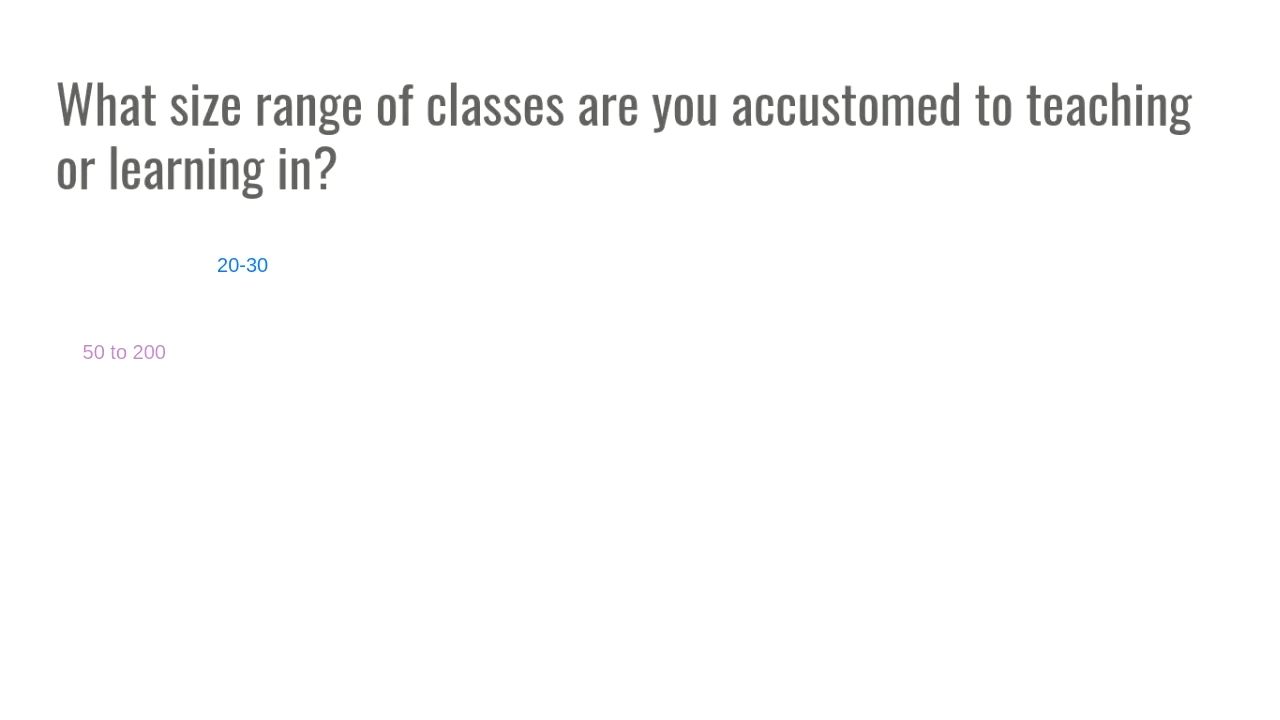 What size range of classes are you accustomed to teaching
or learning in?
20-30
50 to 200